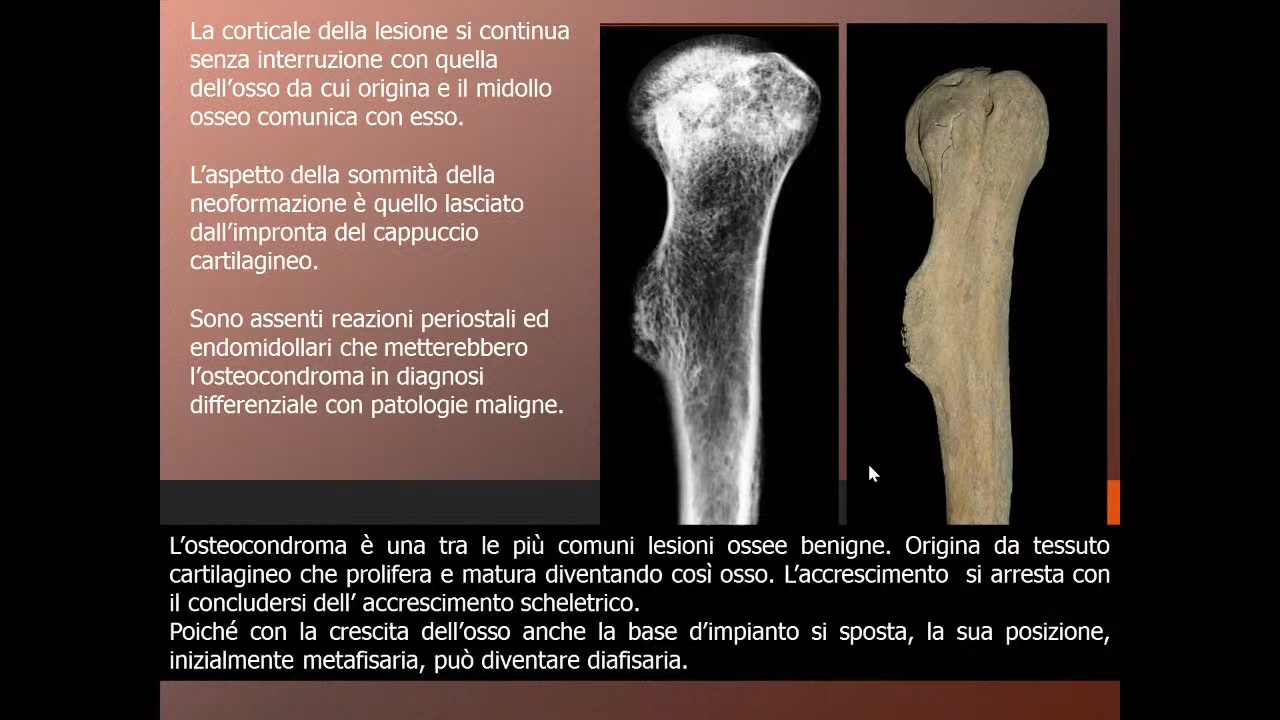 La corticale della lesione si continua
senza interruzione con quella
dell’osso da cui origina e il midollo
osseo comunica con esso.
L’aspetto della sommità della
neoformazione è quello lasciato
dall’impronta del cappuccio
cartilagineo.
Sono assenti reazioni periostali ed
endomidollari che metterebbero
l’osteocondroma in diagnosi
differenziale con patologie maligne.
L’osteocondroma è una tra le più comuni lesioni ossee benigne. Origina da tessuto
cartilagineo che prolifera e matura diventando così osso. L’accrescimento  si arresta con
il concludersi dell’ accrescimento scheletrico.
Poiché con la crescita dell’osso anche la base d’impianto si sposta, la sua posizione,
inizialmente metafisaria, può diventare diafisaria.